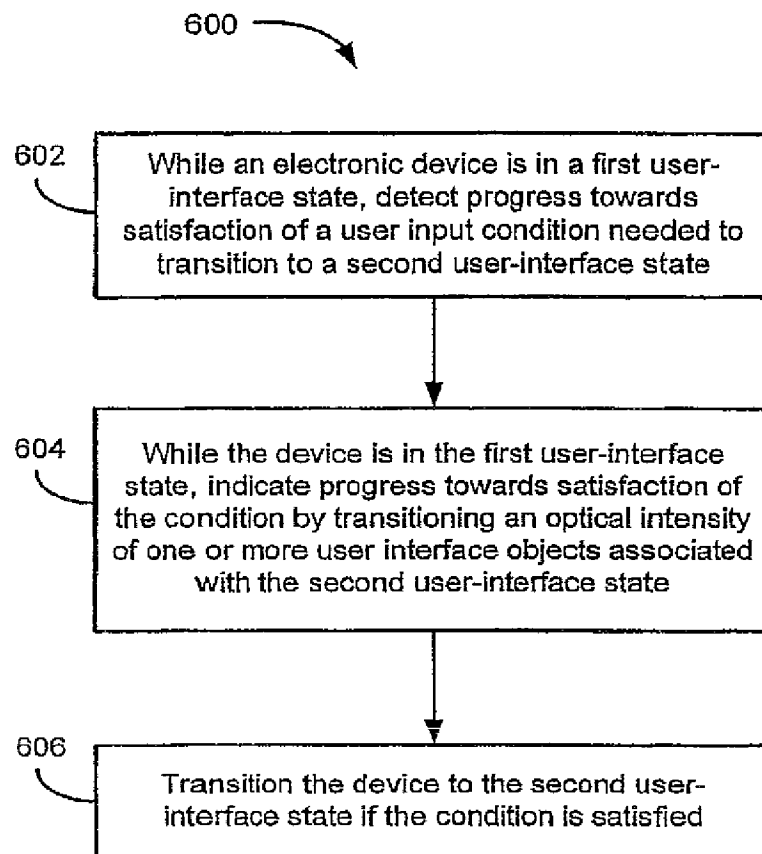 600
602
While an electronic device is in a first user-
interface state, detect progress towards
satisfaction of a user input condition needed to
transition to a second user-interface state
604
While the device is in the first user-interface
state, indicate progress towards satisfaction of
the condition by transitioning an optical intensity
of one or more user interface objects associated
with the second user-interface state
606
Transition the device to the second user-
interface state if the condition is satisfied